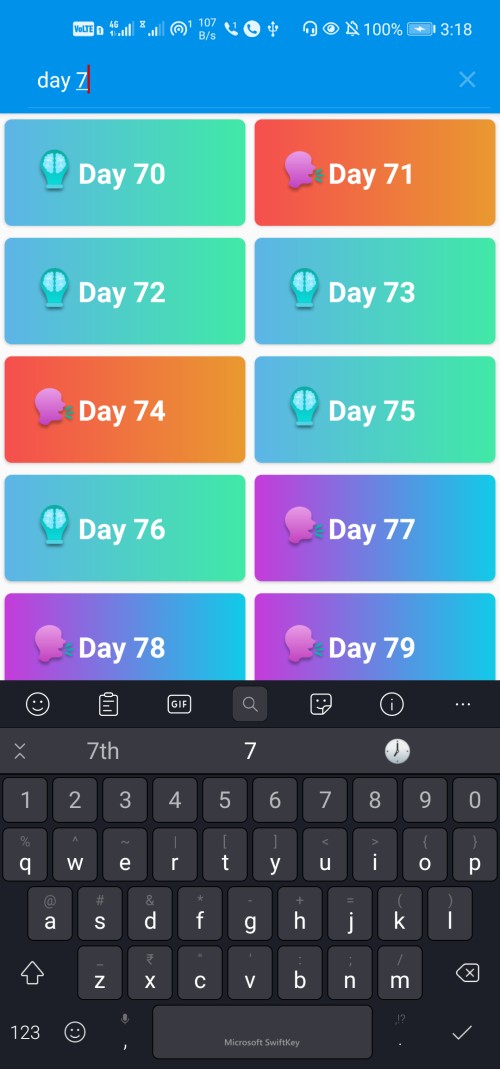 VoLTE 4G 1 107 B/s 1 100% 3:18
day 7
Day 70 Day 71
Day 72 Day 73
Day 74 Day 75
Day 76 Day 77
Day 78 Day 79
GIF
7th 7
1 2 3 4 5 6 7 8 9 0
% ^ ~ | [ ] < > { }
q w e r t y u i o p
@ # & * - + = ( )
a s d f g h j k l
_ ₹ " ' : ; /
z x c v b n m
123 , Microsoft SwiftKey ,!? .